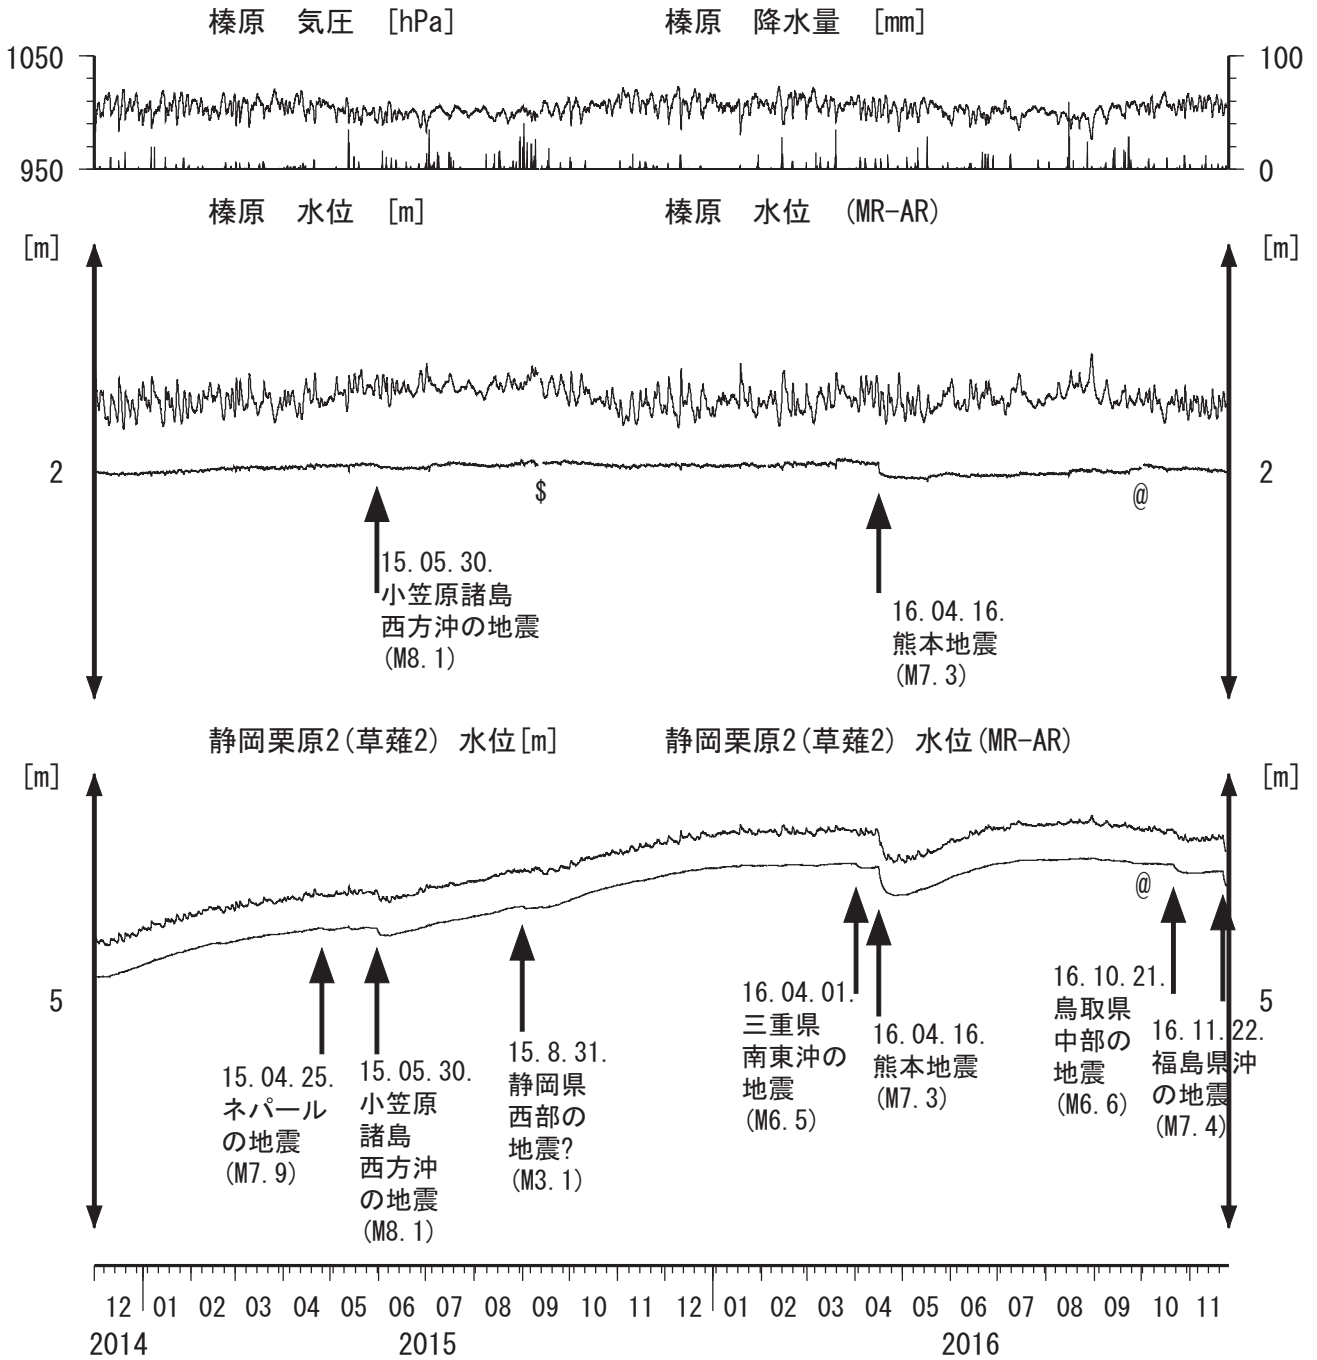 榛原　気圧　[hPa]
榛原　降水量　[mm]
1050
100
950
0
榛原　水位　[m]
榛原　水位　(MR-AR)
[m]
[m]
2
2
$
@
15.05.30.
小笠原諸島
西方沖の地震
(M8.1)
16.04.16.
熊本地震
(M7.3)
静岡栗原2(草薙2) 水位[m]
静岡栗原2(草薙2) 水位(MR-AR)
[m]
[m]
@
5
5
15.04.25.
ネパール
の地震
(M7.9)
15.05.30.
小笠原
諸島
西方沖
の地震
(M8.1)
15.8.31.
静岡県
西部の
地震?
(M3.1)
16.04.01.
三重県
南東沖の
地震
(M6.5)
16.04.16.
熊本地震
(M7.3)
16.10.21.
鳥取県
中部の
地震
(M6.6)
16.11.22.
福島県沖
の地震
(M7.4)
12 01 02 03 04 05 06 07 08 09 10 11 12 01 02 03 04 05 06 07 08 09 10 11
2014 2015 2016